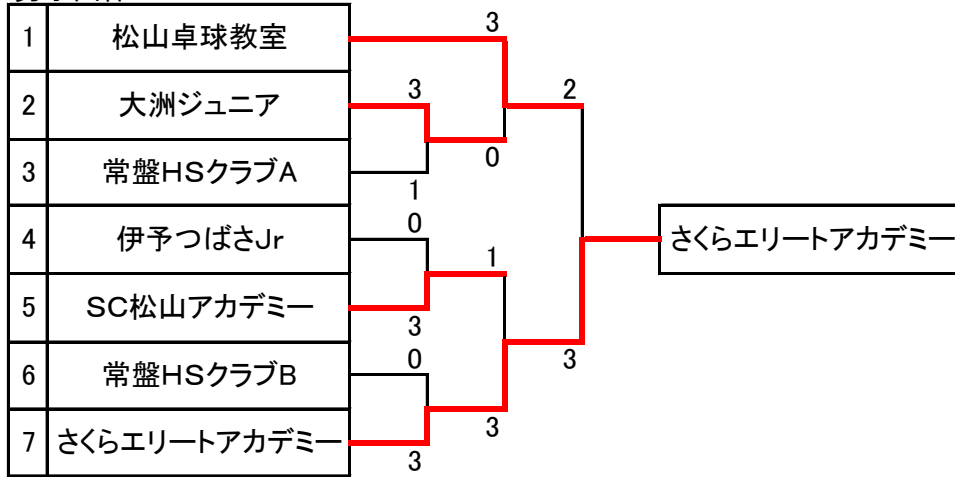 3
1 松山卓球教室
3 2
2 大洲ジュニア
0
3 常盤HSクラブA
1
0
4 伊予つばさJr
さくらエリートアカデミー
1
5 SC松山アカデミー
3
0 3
6 常盤HSクラブB
3
7 さくらエリートアカデミー
3